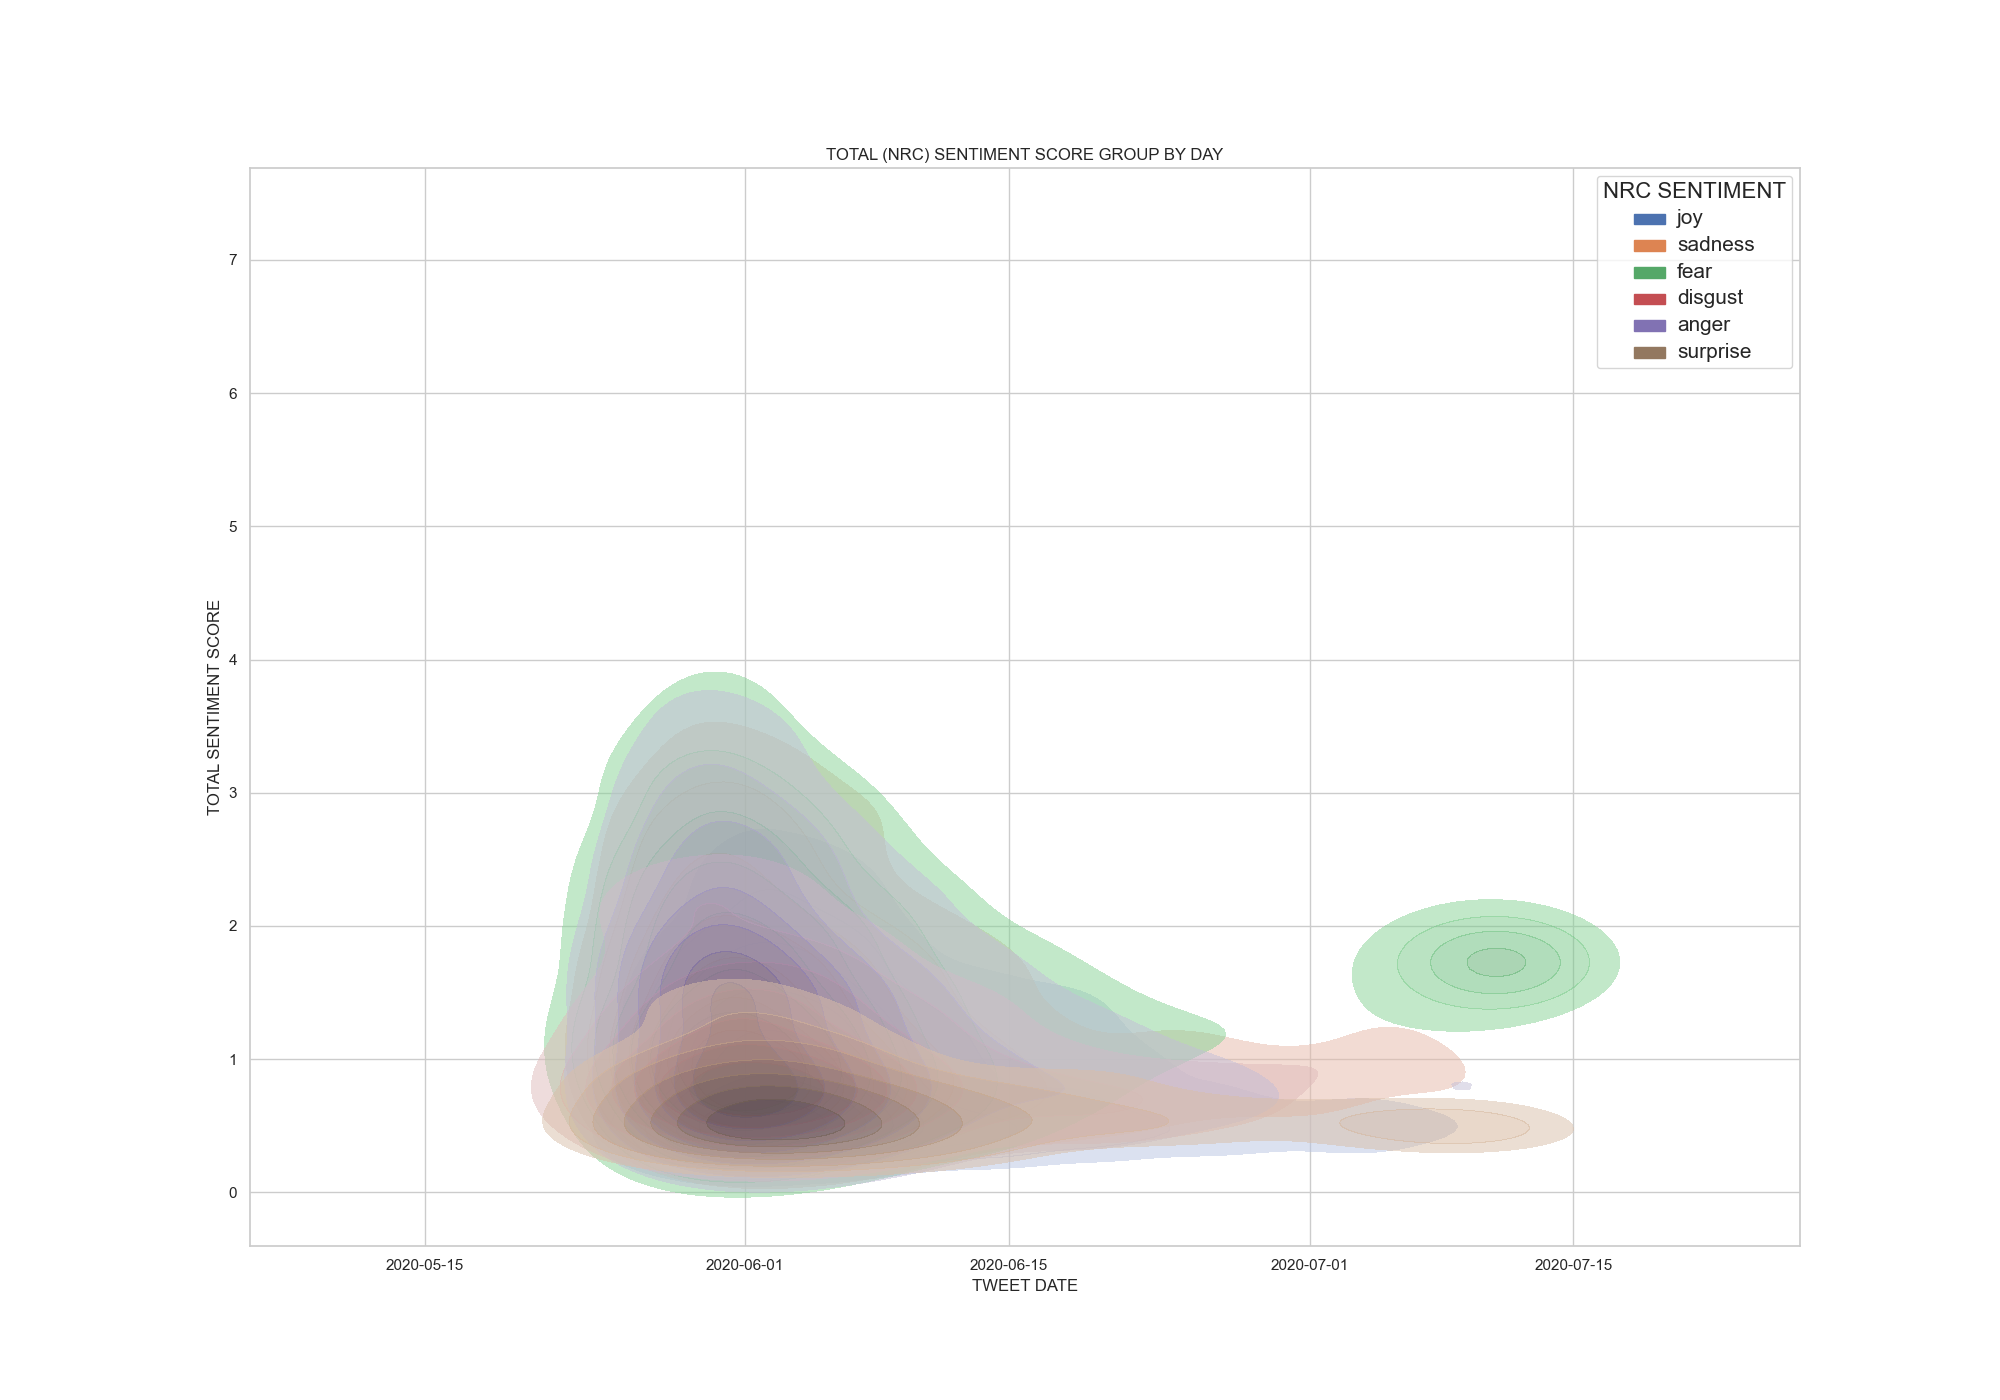 TOTAL (NRC) SENTIMENT SCORE GROUP BY DAY
NRC SENTIMENT
joy
sadness
fear
disgust
anger
surprise
TOTAL SENTIMENT SCORE
7
6
5
4
3
2
1
0
2020-05-15
2020-06-01
2020-06-15
2020-07-01
2020-07-15
TWEET DATE